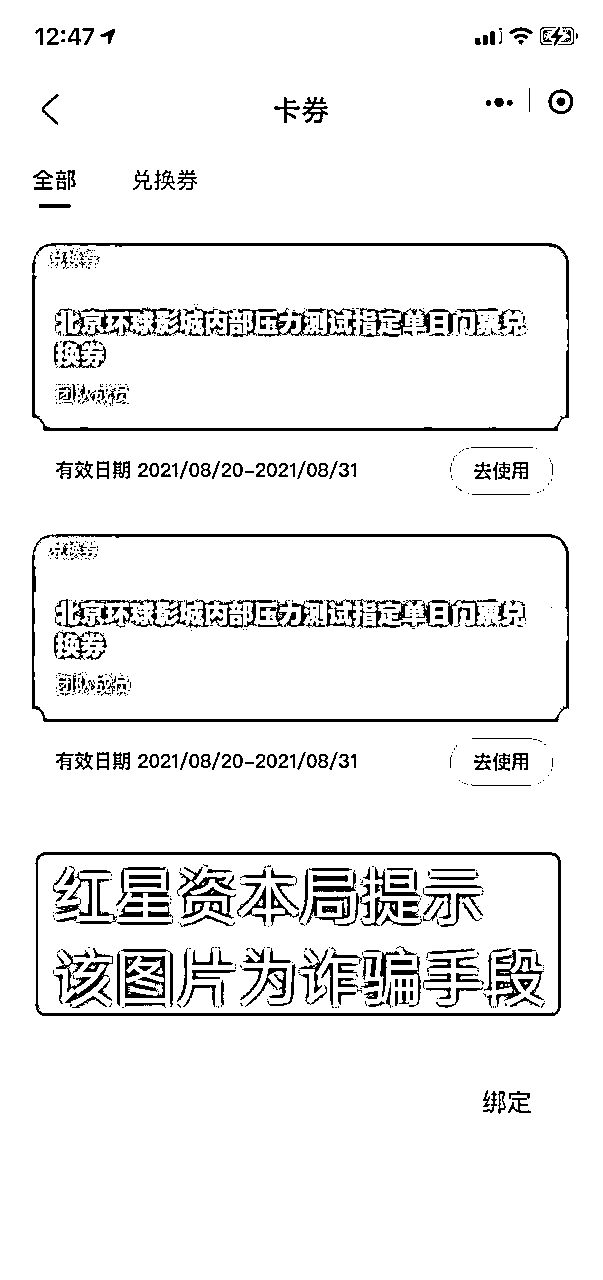 12:47
卡券
全部
兑换券
兑换券
北京环球影城内部压力测试指定单日门票兑
换券
团队成员
有效日期 2021/08/20-2021/08/31
去使用
兑换券
北京环球影城内部压力测试指定单日门票兑
换券
团队成员
有效日期 2021/08/20-2021/08/31
去使用
红星资本局提示
该图片为诈骗手段
绑定